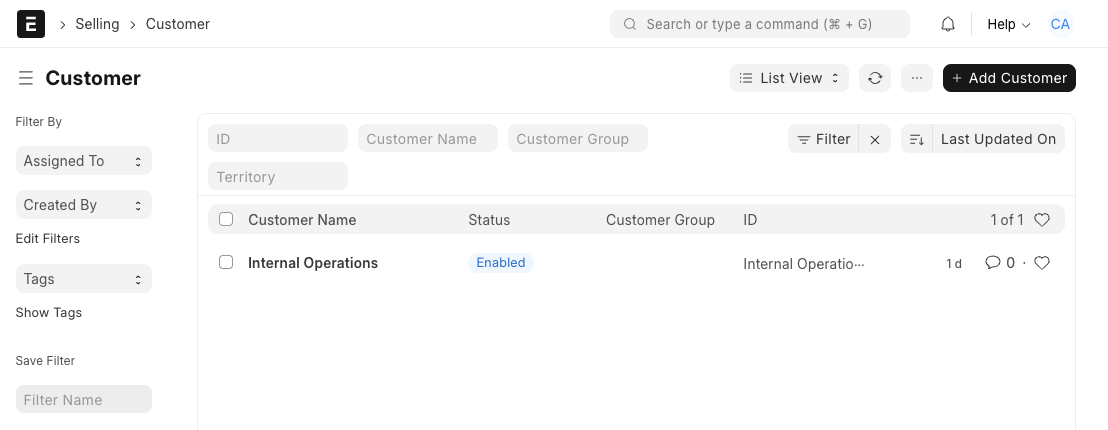 E > Selling > Customer Search or type a command (⌘ + G) Help CA
Customer List View ··· + Add Customer
Filter By
Assigned To
Created By
Edit Filters
Tags
Show Tags
Save Filter
Filter Name
ID Customer Name Customer Group Filter × Last Updated On
Territory
Customer Name Status Customer Group ID 1 of 1
Internal Operations Enabled Internal Operatio··· 1 d 0 ·